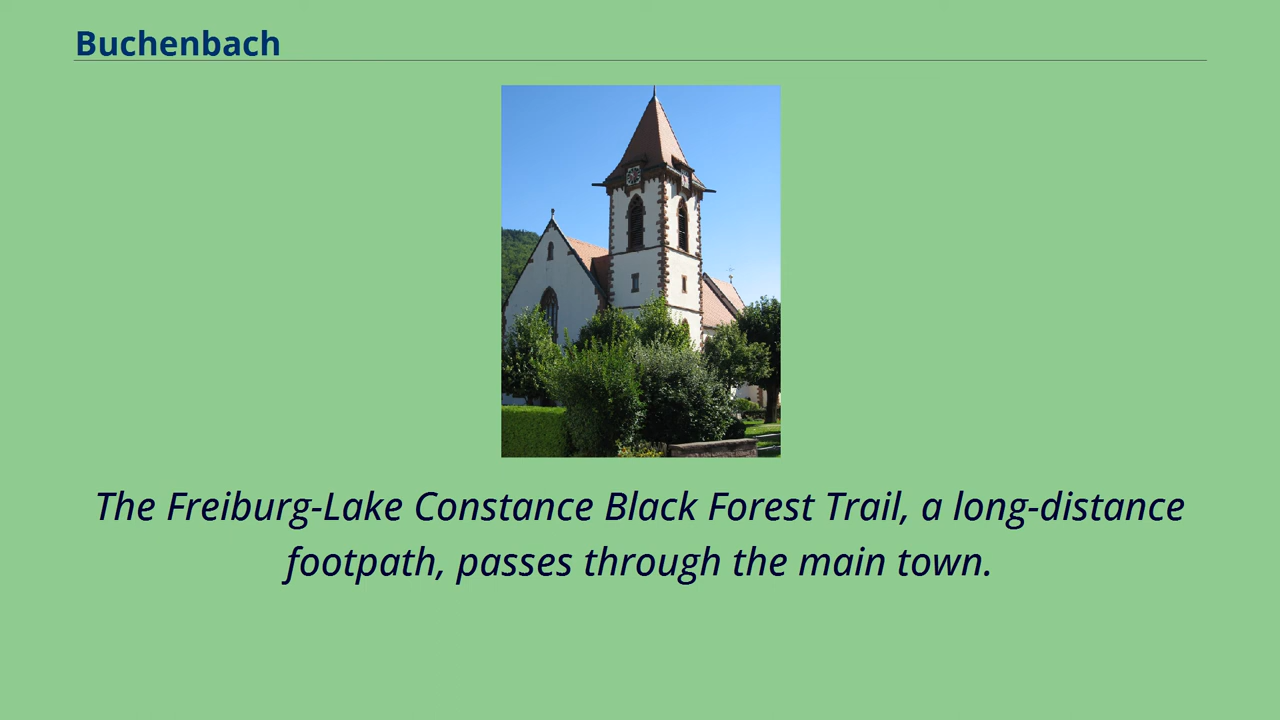 Buchenbach
The Freiburg-Lake Constance Black Forest Trail, a long-distance
footpath, passes through the main town.